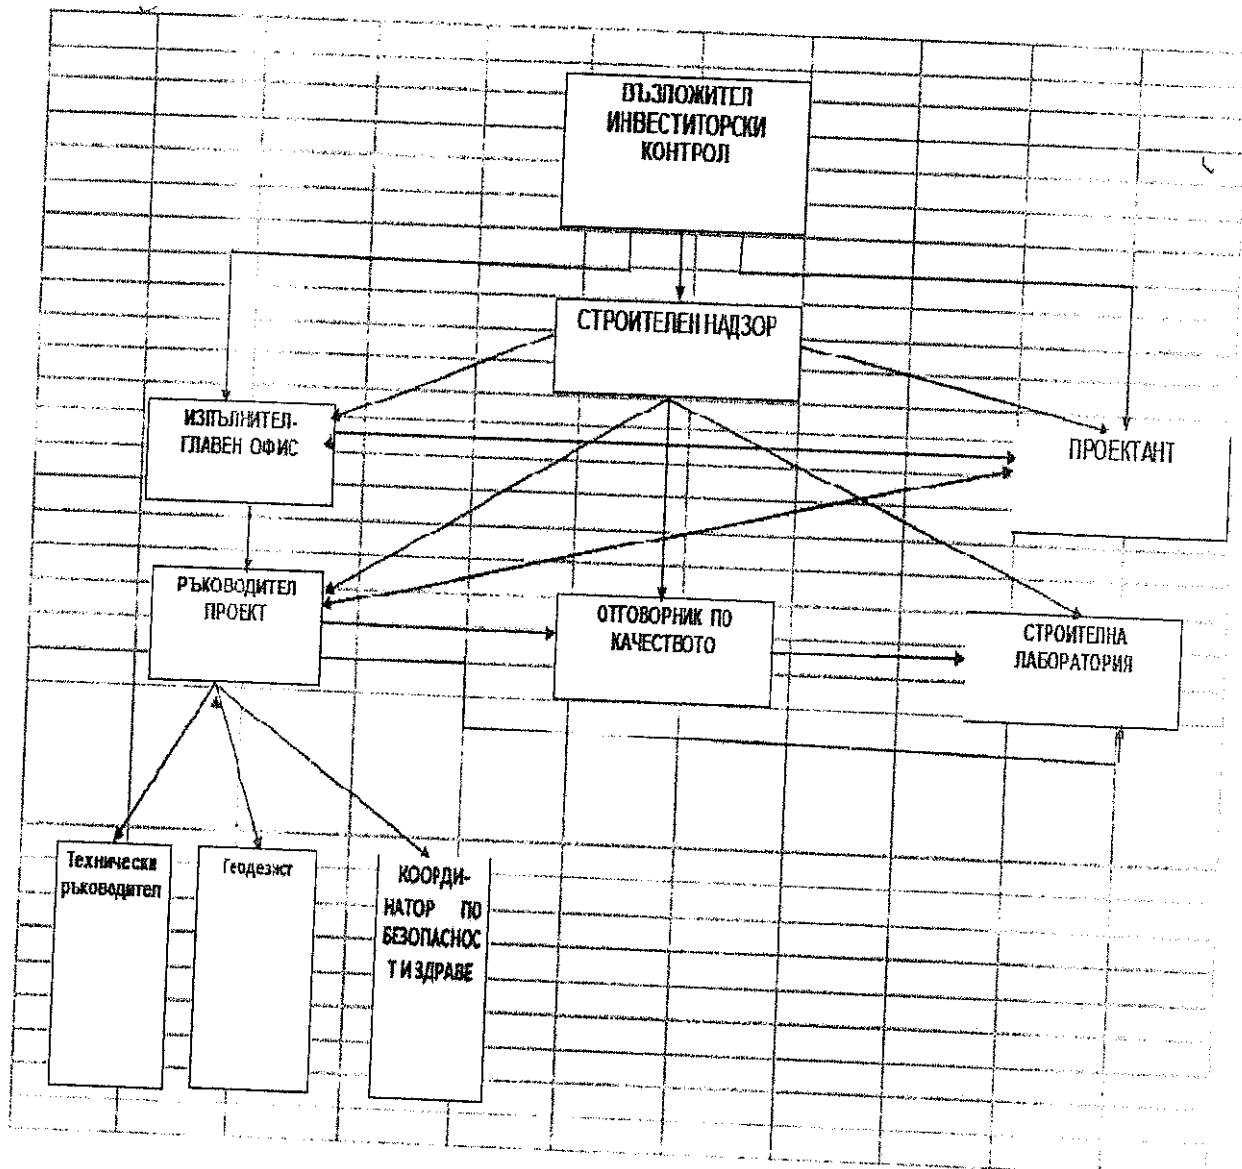 ВЪЗЛОЖИТЕЛ
ИНВЕСТИТОРСКИ
КОНТРОЛ
СТРОИТЕЛЕН НАДЗОР
ИЗПЪЛНИТЕЛ-
ГЛАВЕН ОФИС
ПРОЕКТАНТ
РЪКОВОДИТЕЛ
ПРОЕКТ
ОТГОВОРНИК ПО
КАЧЕСТВОТО
СТРОИТЕЛНА
ЛАБОРАТОРИЯ
Технически
ръководител
Геодезист
КООРДИ-
НАТОР ПО
БЕЗОПАСНОС
Т И ЗДРАВЕ